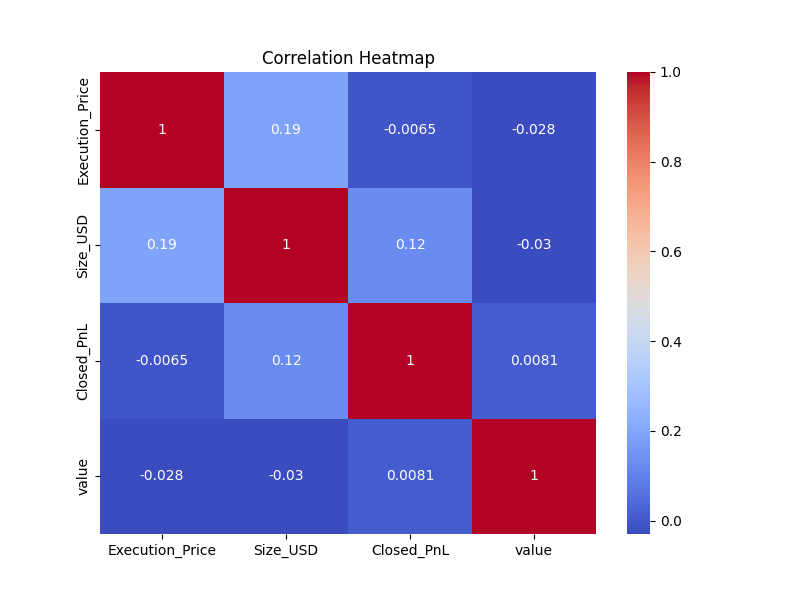 Correlation Heatmap
Execution_Price
1
0.19
-0.0065
-0.028
Size_USD
0.19
1
0.12
-0.03
Closed_PnL
-0.0065
0.12
1
0.0081
value
-0.028
-0.03
0.0081
1
Execution_Price
Size_USD
Closed_PnL
value
1.0
0.8
0.6
0.4
0.2
0.0